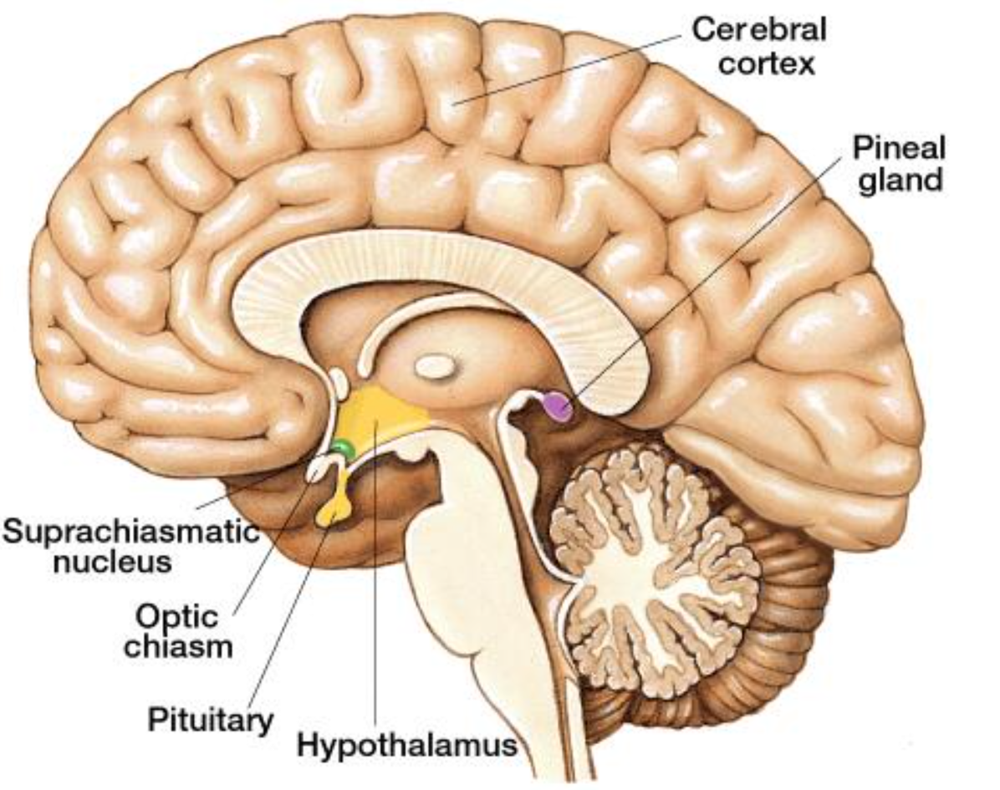 Cerebral
cortex
Pineal
gland
Suprachiasmatic
nucleus
Optic
chiasm
Pituitary
Hypothalamus